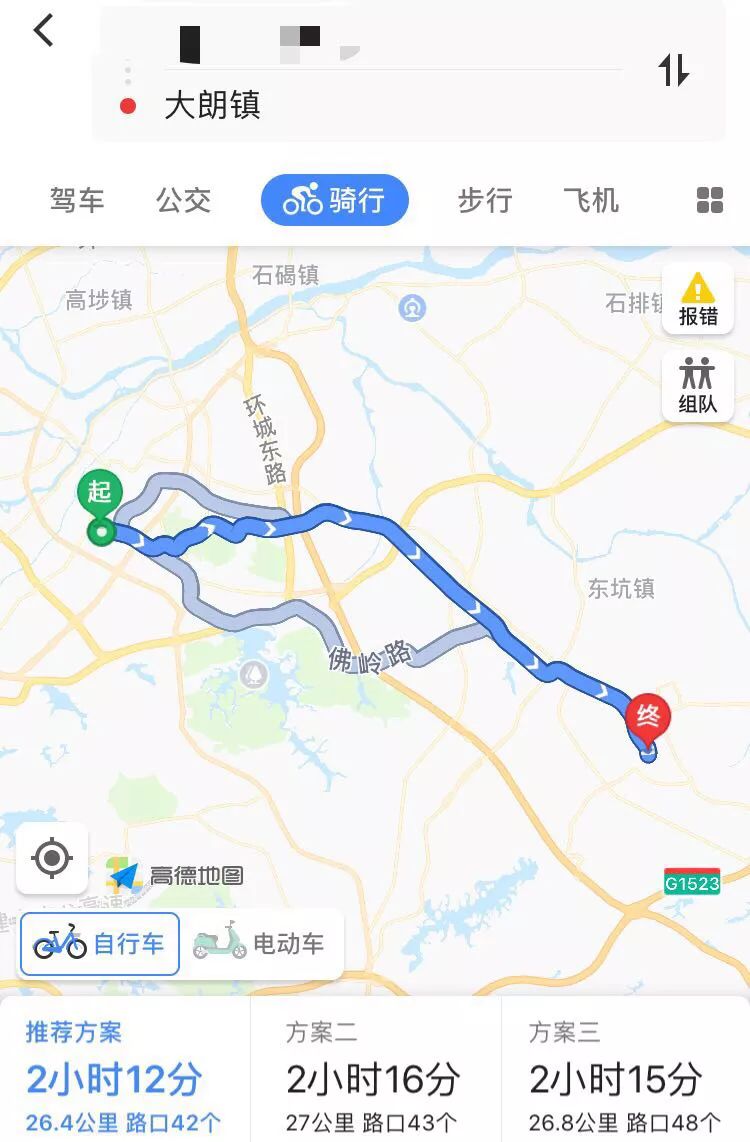 大朗镇
驾车 公交 骑行 步行 飞机
石碣镇
高埗镇
石排镇
报错
组队
环城东路
起
东坑镇
佛岭路
终
高德地图
G1523
自行车 电动车
推荐方案 方案二 方案三
2小时12分 2小时16分 2小时15分
26.4公里 路口42个 27公里 路口43个 26.8公里 路口48个